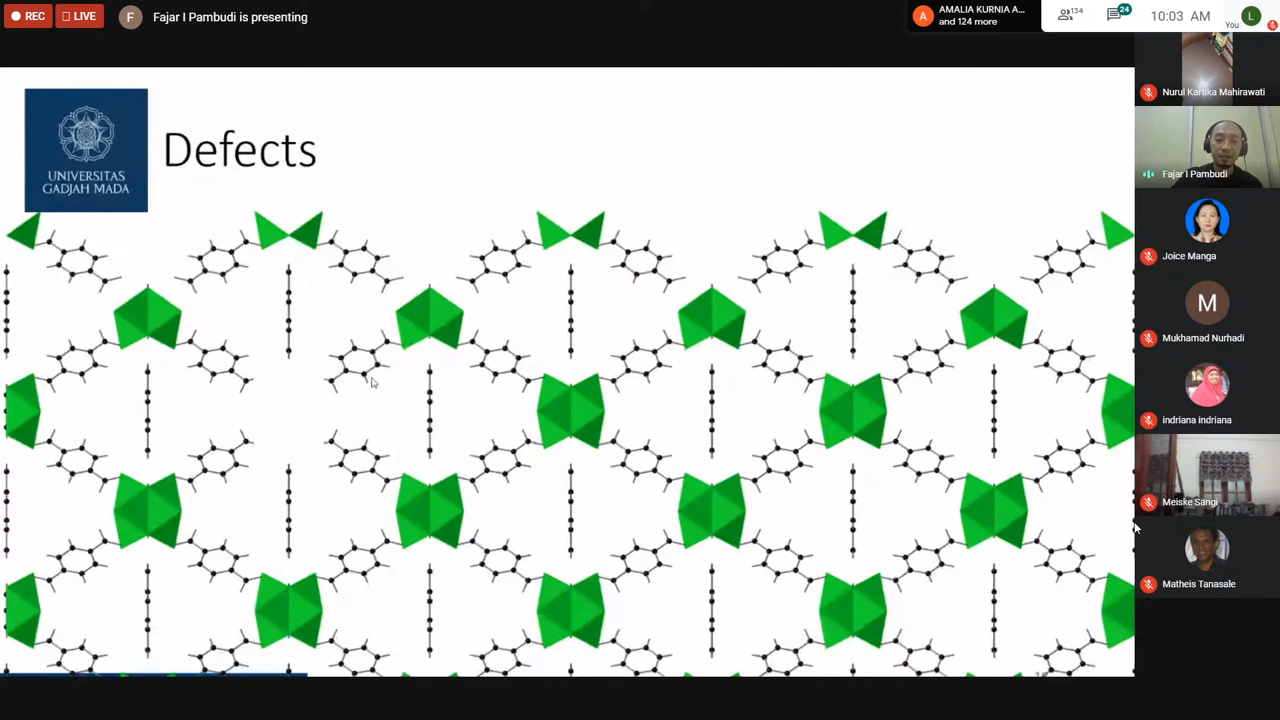 REC
LIVE
F
Fajar I Pambudi is presenting
A
AMALIA KURNIA A...
and 124 more
134
24
10:03 AM
You
L
UNIVERSITAS
GADJAH MADA
Defects
Nurul Kartika Mahirawati
Fajar I Pambudi
Joice Manga
M
Mukhamad Nurhadi
indriana indriana
Meiske Sangi
Matheis Tanasale